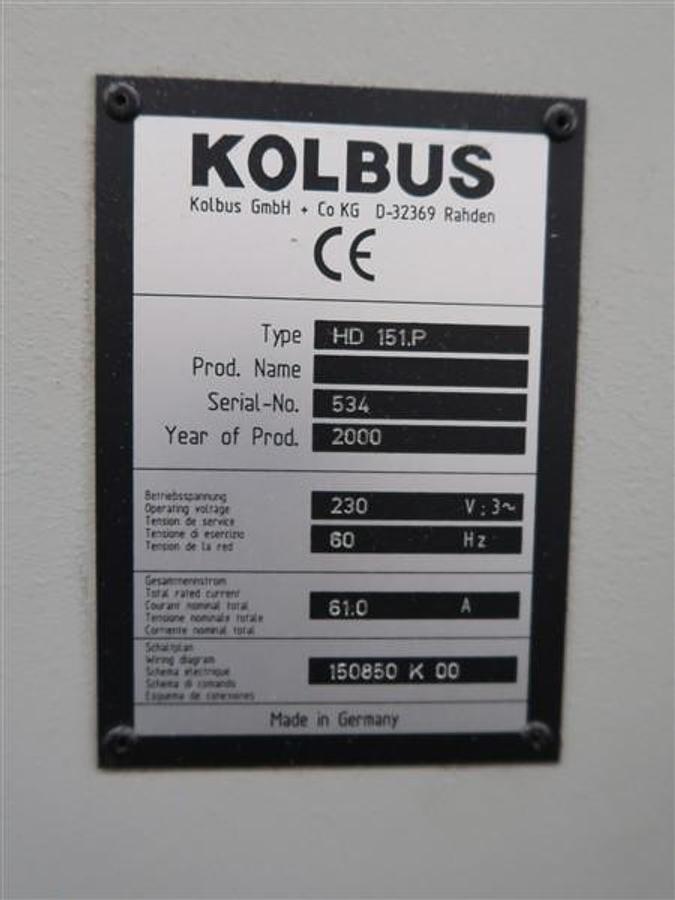 KOLBUS
Kolbus GmbH + Co KG D-32369 Rahden
CE
Type HD 151.P
Prod. Name
Serial-No. 534
Year of Prod. 2000
Betriebsspannung
Operating voltage
Tension de service
Tensione di esercizio
Tension de la red
230 V ; 3~
60 Hz
Gesammennstrom
Total rated current
Courant nominal total
Tensione nominale totale
Corriente nominal total
61.0 A
Schaltplan
Wiring diagram
Schema electrique
Schema di comando
Esquema de conexiones
150850 K 00
Made in Germany